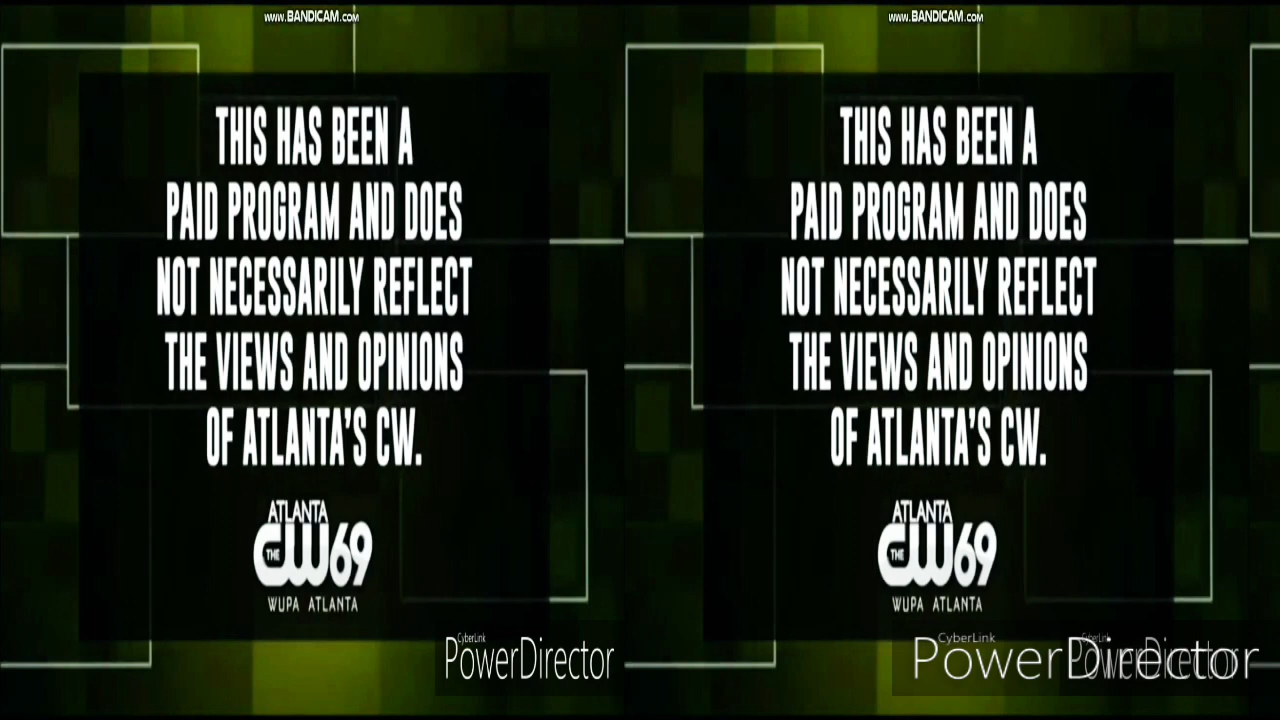 www.BANDICAM.COM
THIS HAS BEEN A
PAID PROGRAM AND DOES
NOT NECESSARILY REFLECT
THE VIEWS AND OPINIONS
OF ATLANTA'S CW.
ATLANTA
THE CW69
WUPA ATLANTA
CyberLink
PowerDirector
www.BANDICAM.COM
THIS HAS BEEN A
PAID PROGRAM AND DOES
NOT NECESSARILY REFLECT
THE VIEWS AND OPINIONS
OF ATLANTA'S CW.
ATLANTA
THE CW69
WUPA ATLANTA
CyberLink
PowerDirector
CyberLink
PowerDirector